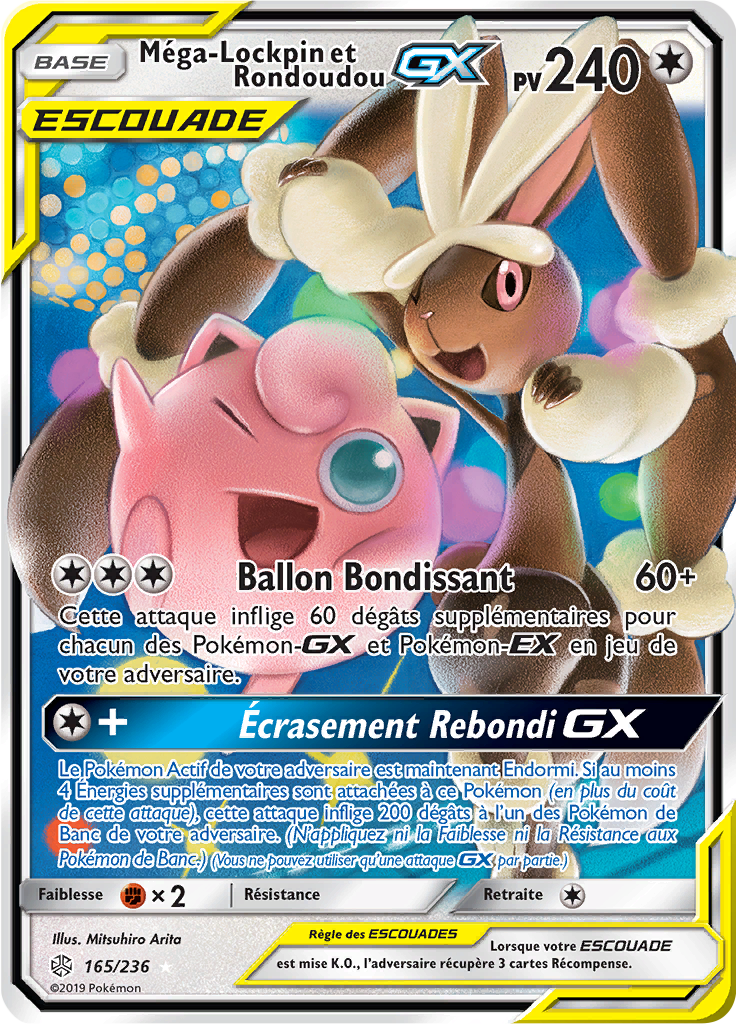 BASE
Méga-Lockpin et
Rondoudou GX PV240
ESCOUADE
Ballon Bondissant 60+
Cette attaque inflige 60 dégâts supplémentaires pour
chacun des Pokémon-GX et Pokémon-EX en jeu de
votre adversaire.
+ Écrasement Rebondi GX
Le Pokémon Actif de votre adversaire est maintenant Endormi. Si au moins
4 Énergies supplémentaires sont attachées à ce Pokémon (en plus du coût
de cette attaque), cette attaque inflige 200 dégâts à l'un des Pokémon de
Banc de votre adversaire. (N'appliquez ni la Faiblesse ni la Résistance aux
Pokémon de Banc.) (Vous ne pouvez utiliser qu'une attaque GX par partie.)
Faiblesse ×2 Résistance Retraite
Illus. Mitsuhiro Arita
165/236
©2019 Pokémon
Règle des ESCOUADES
Lorsque votre ESCOUADE
est mise K.O., l'adversaire récupère 3 cartes Récompense.